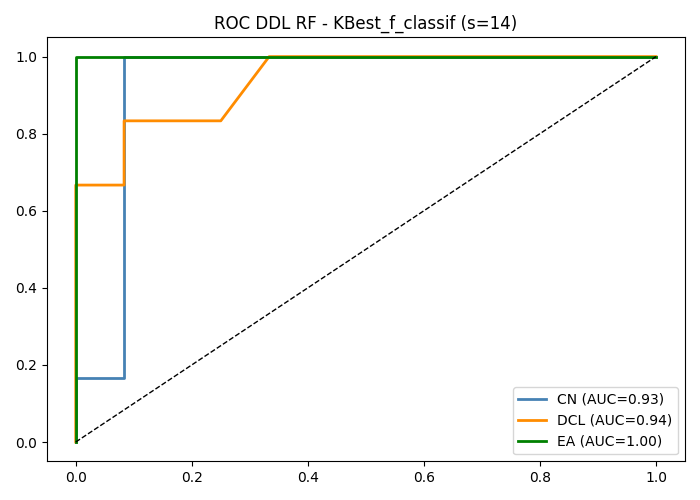 ROC DDL RF - KBest_f_classif (s=14)
1.0
0.8
0.6
0.4
0.2
0.0
0.0 0.2 0.4 0.6 0.8 1.0
CN (AUC=0.93)
DCL (AUC=0.94)
EA (AUC=1.00)